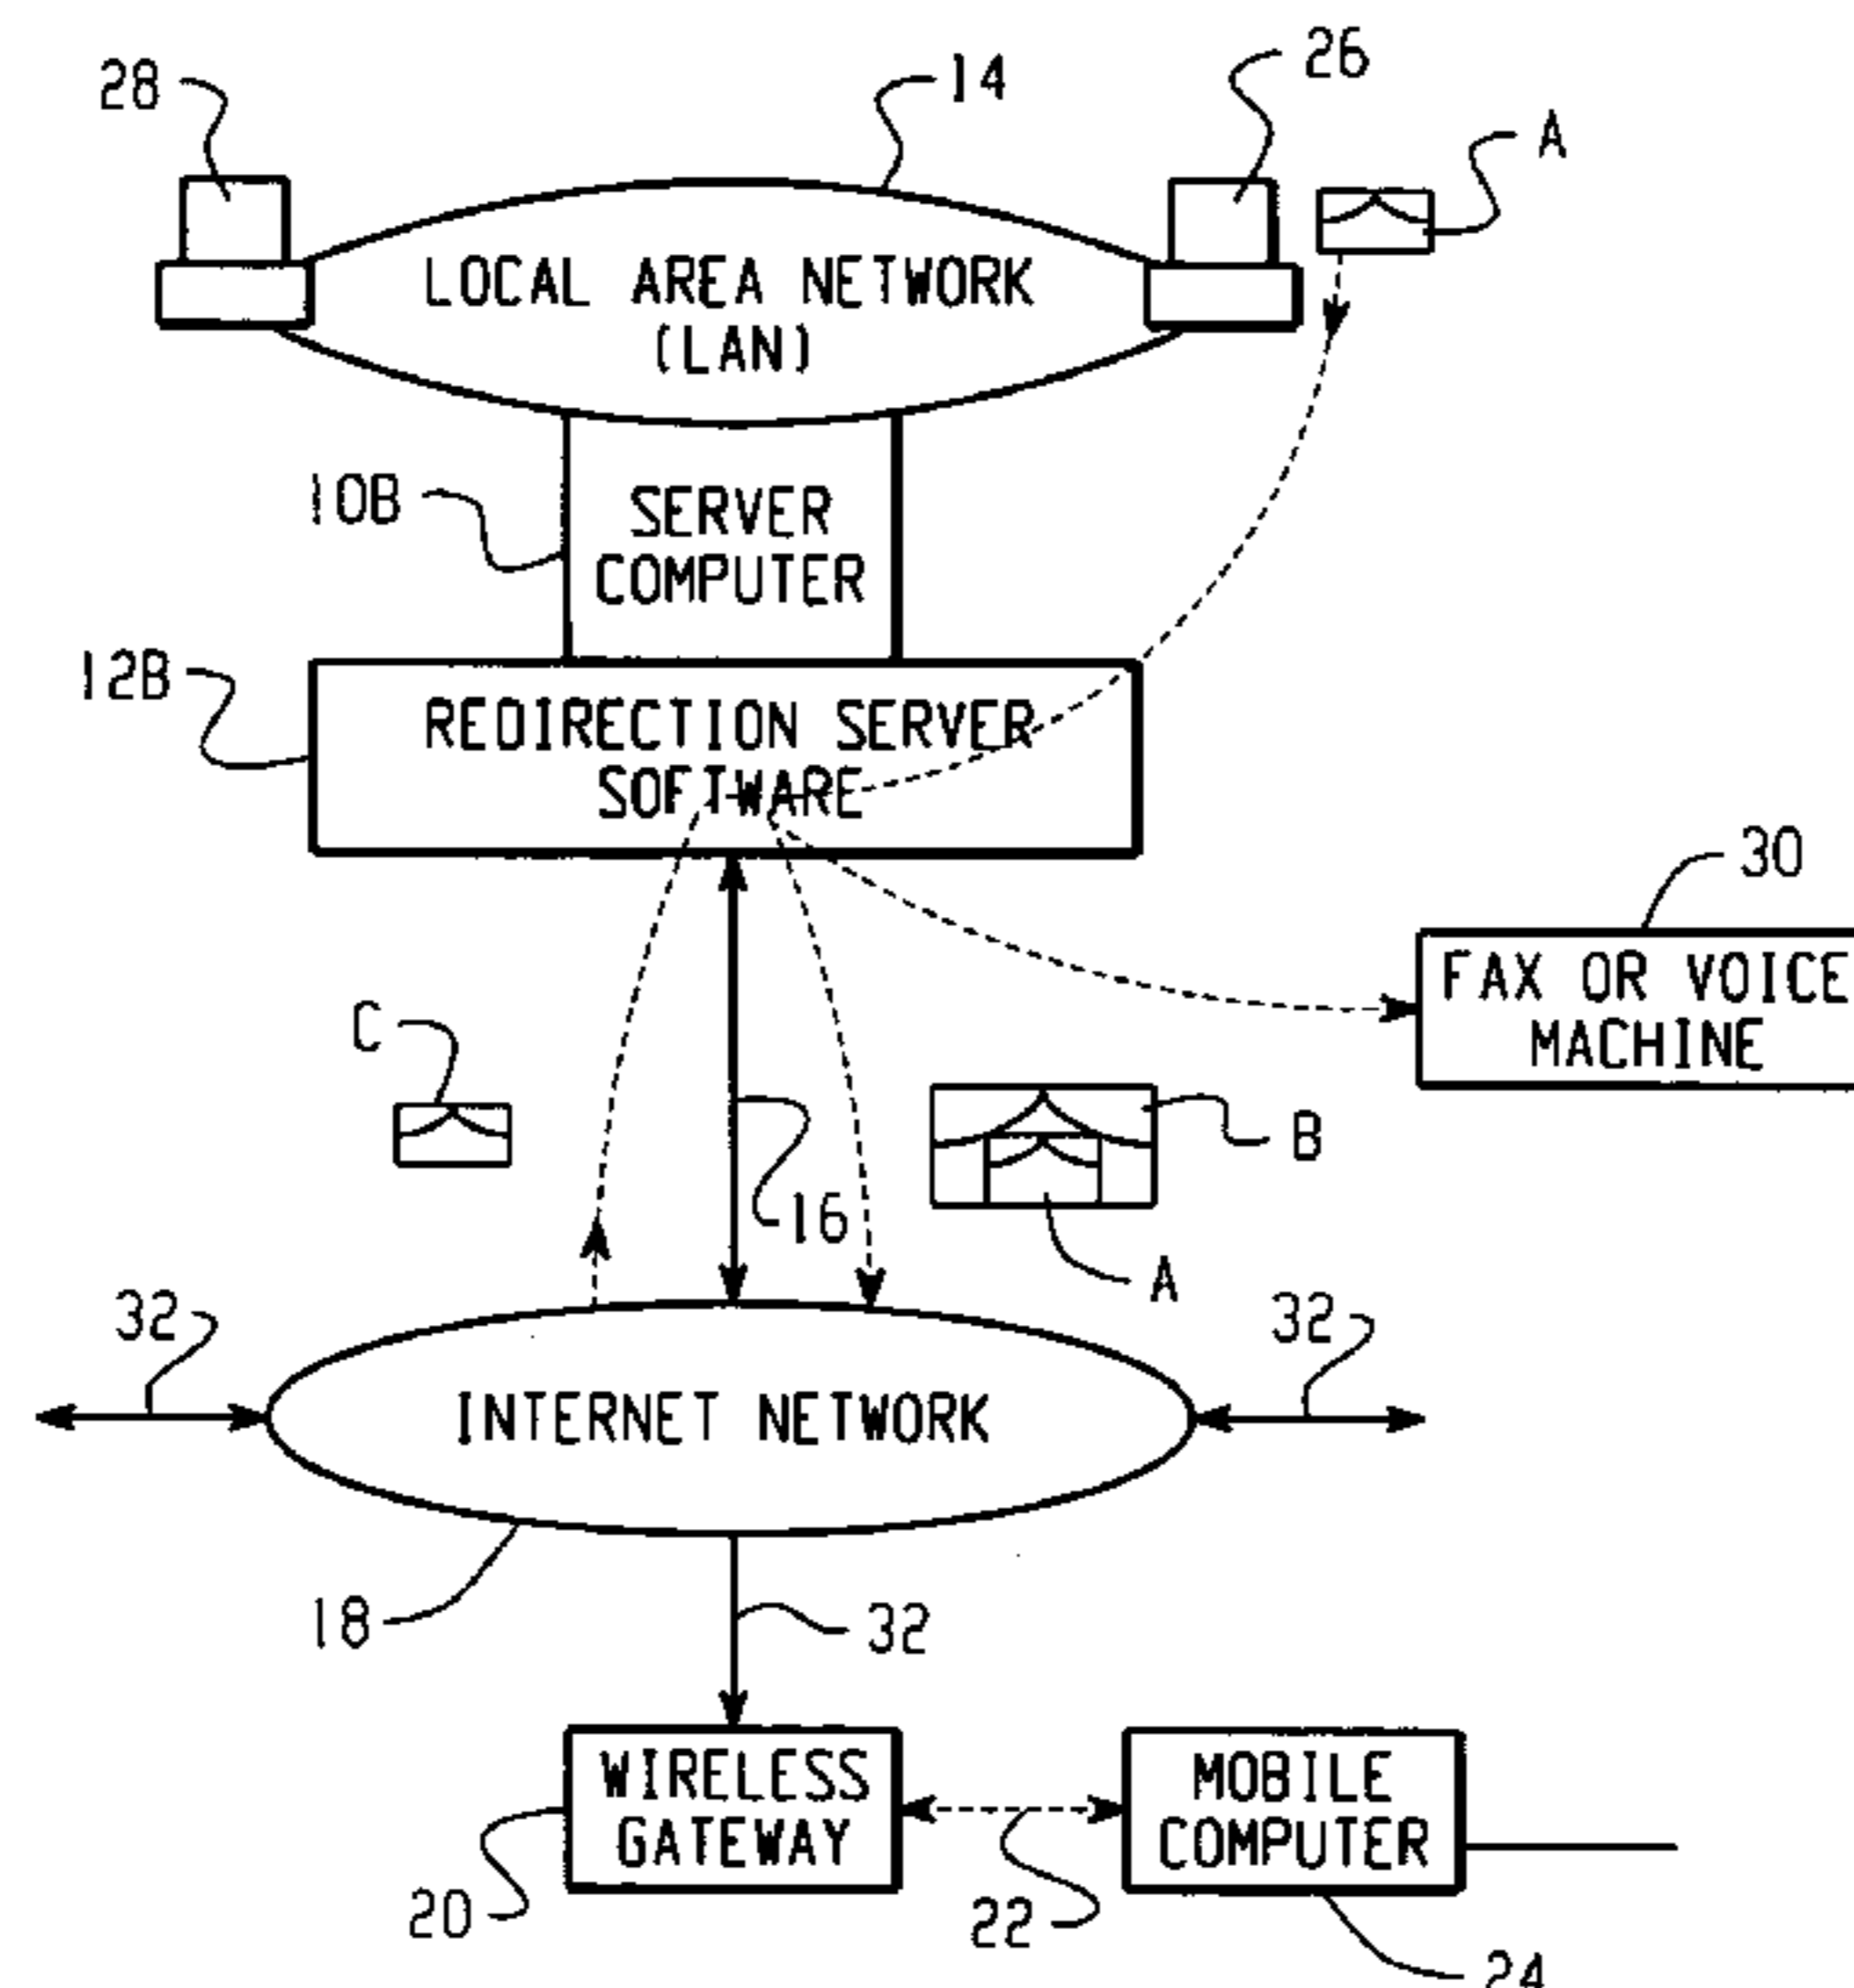 28
14
26
A
LOCAL AREA NETWORK
(LAN)
10B
SERVER
COMPUTER
12B
REDIRECTION SERVER
SOFTWARE
30
FAX OR VOICE
MACHINE
C
B
16
A
32
32
INTERNET NETWORK
18
32
WIRELESS
GATEWAY
MOBILE
COMPUTER
20
22
24